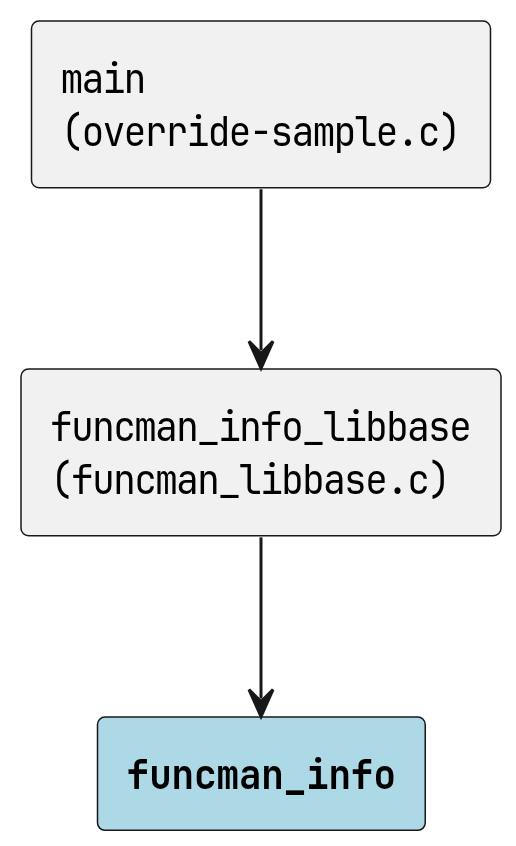 main
(override-sample.c)
funcman_info_libbase
(funcman_libbase.c)
funcman_info